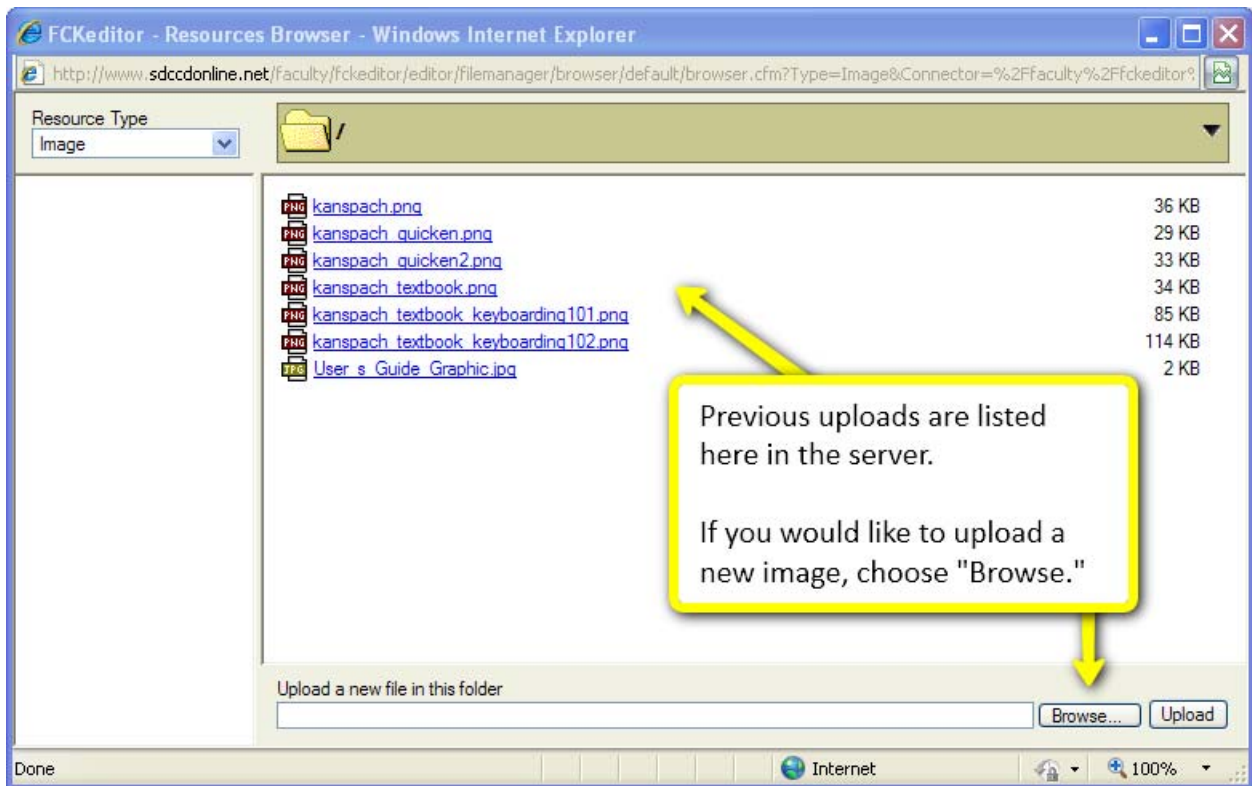 FCKeditor - Resources Browser - Windows Internet Explorer
http://www.sdccdonline.net/faculty/fckeditor/editor/filemanager/browser/default/browser.cfm?Type=Image&Connector=%2Ffaculty%2Ffckeditor%
Resource Type
Image
/
kanspach.png 36 KB
kanspach_quicken.png 29 KB
kanspach_quicken2.png 33 KB
kanspach_textbook.png 34 KB
kanspach_textbook_keyboarding101.png 85 KB
kanspach_textbook_keyboarding102.png 114 KB
User_s_Guide_Graphic.jpg 2 KB
Previous uploads are listed
here in the server.
If you would like to upload a
new image, choose "Browse."
Upload a new file in this folder
Browse... Upload
Done Internet 100%